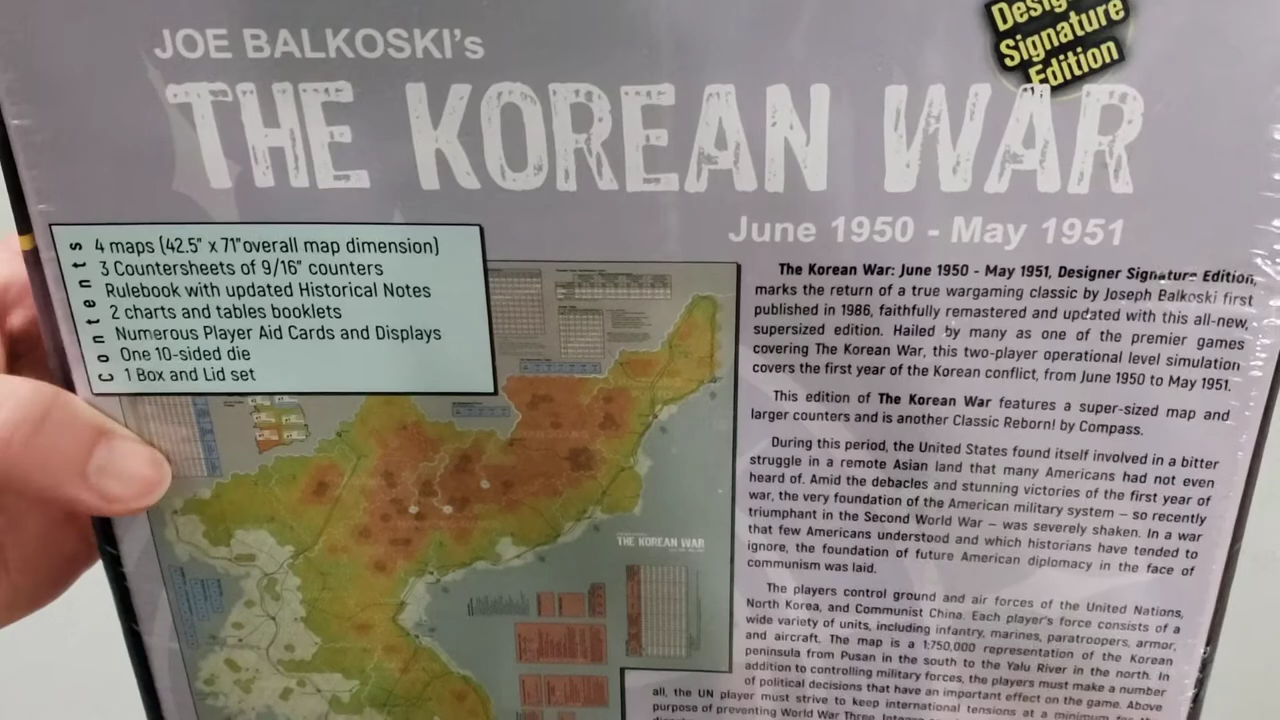 JOE BALKOSKI's
Designer
Signature
Edition
THE KOREAN WAR
June 1950 - May 1951
Contents
4 maps (42.5" x 71"overall map dimension)
3 Countersheets of 9/16" counters
Rulebook with updated Historical Notes
2 charts and tables booklets
Numerous Player Aid Cards and Displays
One 10-sided die
1 Box and Lid set
The Korean War: June 1950 - May 1951, Designer Signature Edition,
marks the return of a true wargaming classic by Joseph Balkoski first
published in 1986, faithfully remastered and updated with this all-new,
supersized edition. Hailed by many as one of the premier games
covering The Korean War, this two-player operational level simulation
covers the first year of the Korean conflict, from June 1950 to May 1951.
This edition of The Korean War features a super-sized map and
larger counters and is another Classic Reborn! by Compass.
During this period, the United States found itself involved in a bitter
struggle in a remote Asian land that many Americans had not even
heard of. Amid the debacles and stunning victories of the first year of
war, the very foundation of the American military system – so recently
triumphant in the Second World War – was severely shaken. In a war
that few Americans understood and which historians have tended to
ignore, the foundation of future American diplomacy in the face of
communism was laid.
The players control ground and air forces of the United Nations,
North Korea, and Communist China. Each player's force consists of a
wide variety of units, including infantry, marines, paratroopers, armor,
and aircraft. The map is a 1:750,000 representation of the Korean
peninsula from Pusan in the south to the Yalu River in the north. In
addition to controlling military forces, the players must make a number
of political decisions that have an important effect on the game. Above
all, the UN player must strive to keep international tensions at a minimum for the
purpose of preventing World War Three.
THE KOREAN WAR